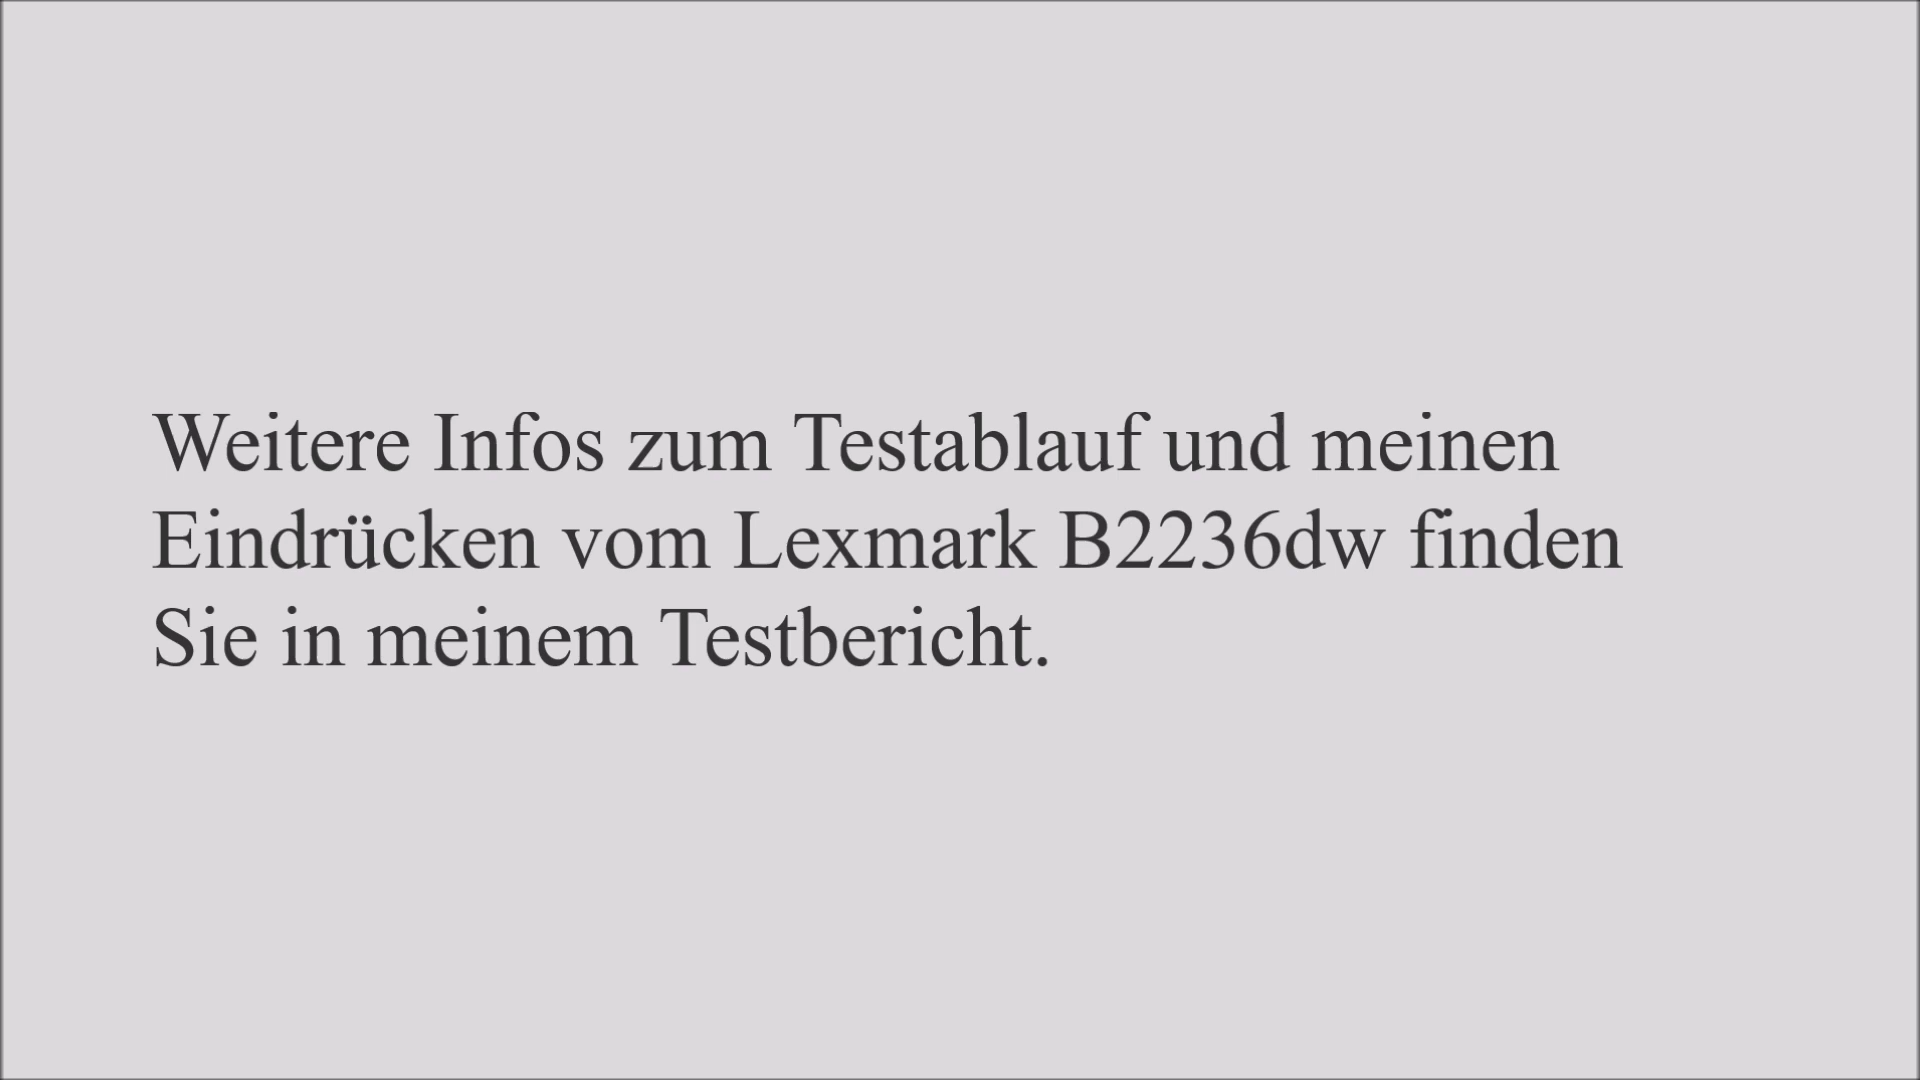 Weitere Infos zum Testablauf und meinen
Eindrücken vom Lexmark B2236dw finden
Sie in meinem Testbericht.